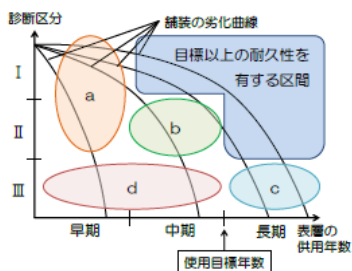 診断区分
舗装の劣化曲線
目標以上の耐久性を
有する区間
Ⅰ
a
Ⅱ
b
Ⅲ
d
c
早期
中期
長期
表層の
供用年数
使用目標年数